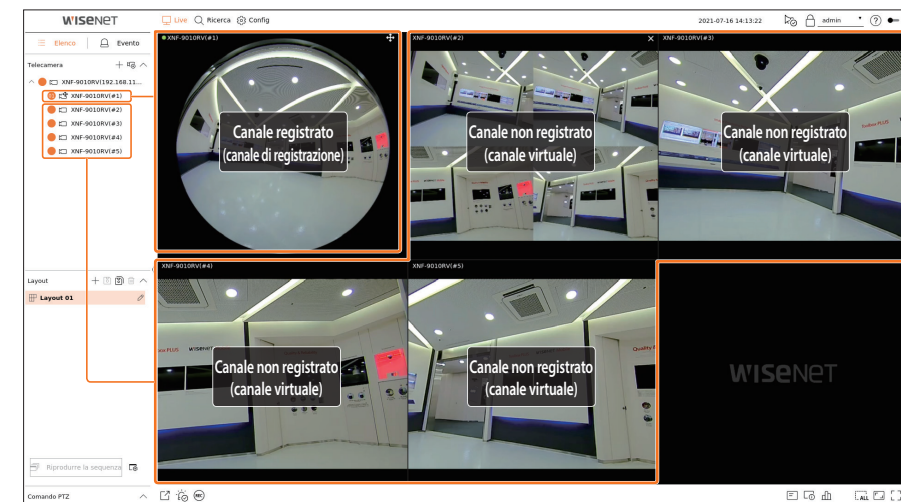 WISENET
Live Ricerca Config
2021-07-16 14:13:22
admin
Elenco Evento
Telecamera
XNF-9010RV(192.168.11...
XNF-9010RV(#1)
XNF-9010RV(#2)
XNF-9010RV(#3)
XNF-9010RV(#4)
XNF-9010RV(#5)
XNF-9010RV(#1)
Canale registrato
(canale di registrazione)
XNF-9010RV(#2)
Canale non registrato
(canale virtuale)
XNF-9010RV(#3)
Canale non registrato
(canale virtuale)
XNF-9010RV(#4)
Canale non registrato
(canale virtuale)
XNF-9010RV(#5)
Canale non registrato
(canale virtuale)
WISENET
Layout
Layout 01
Riprodurre la sequenza
Comando PTZ
REC
ALL